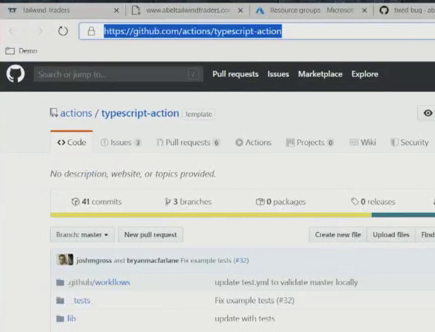 Tailwind Traders
www.abeltailwindtraders.co
Resource groups - Microsof
fixed bug - ab
https://github.com/actions/typescript-action
Demo
Search or jump to...
/
Pull requests Issues Marketplace Explore
actions / typescript-action Template
Code Issues 3 Pull requests 6 Actions Projects 0 Wiki Security
No description, website, or topics provided.
41 commits 3 branches 0 packages 0 releases
Branch: master New pull request Create new file Upload files Find
joshmgross and bryanmacfarlane Fix example tests (#32)
.github/workflows update test.yml to validate master locally
__tests__ Fix example tests (#32)
lib update with tests